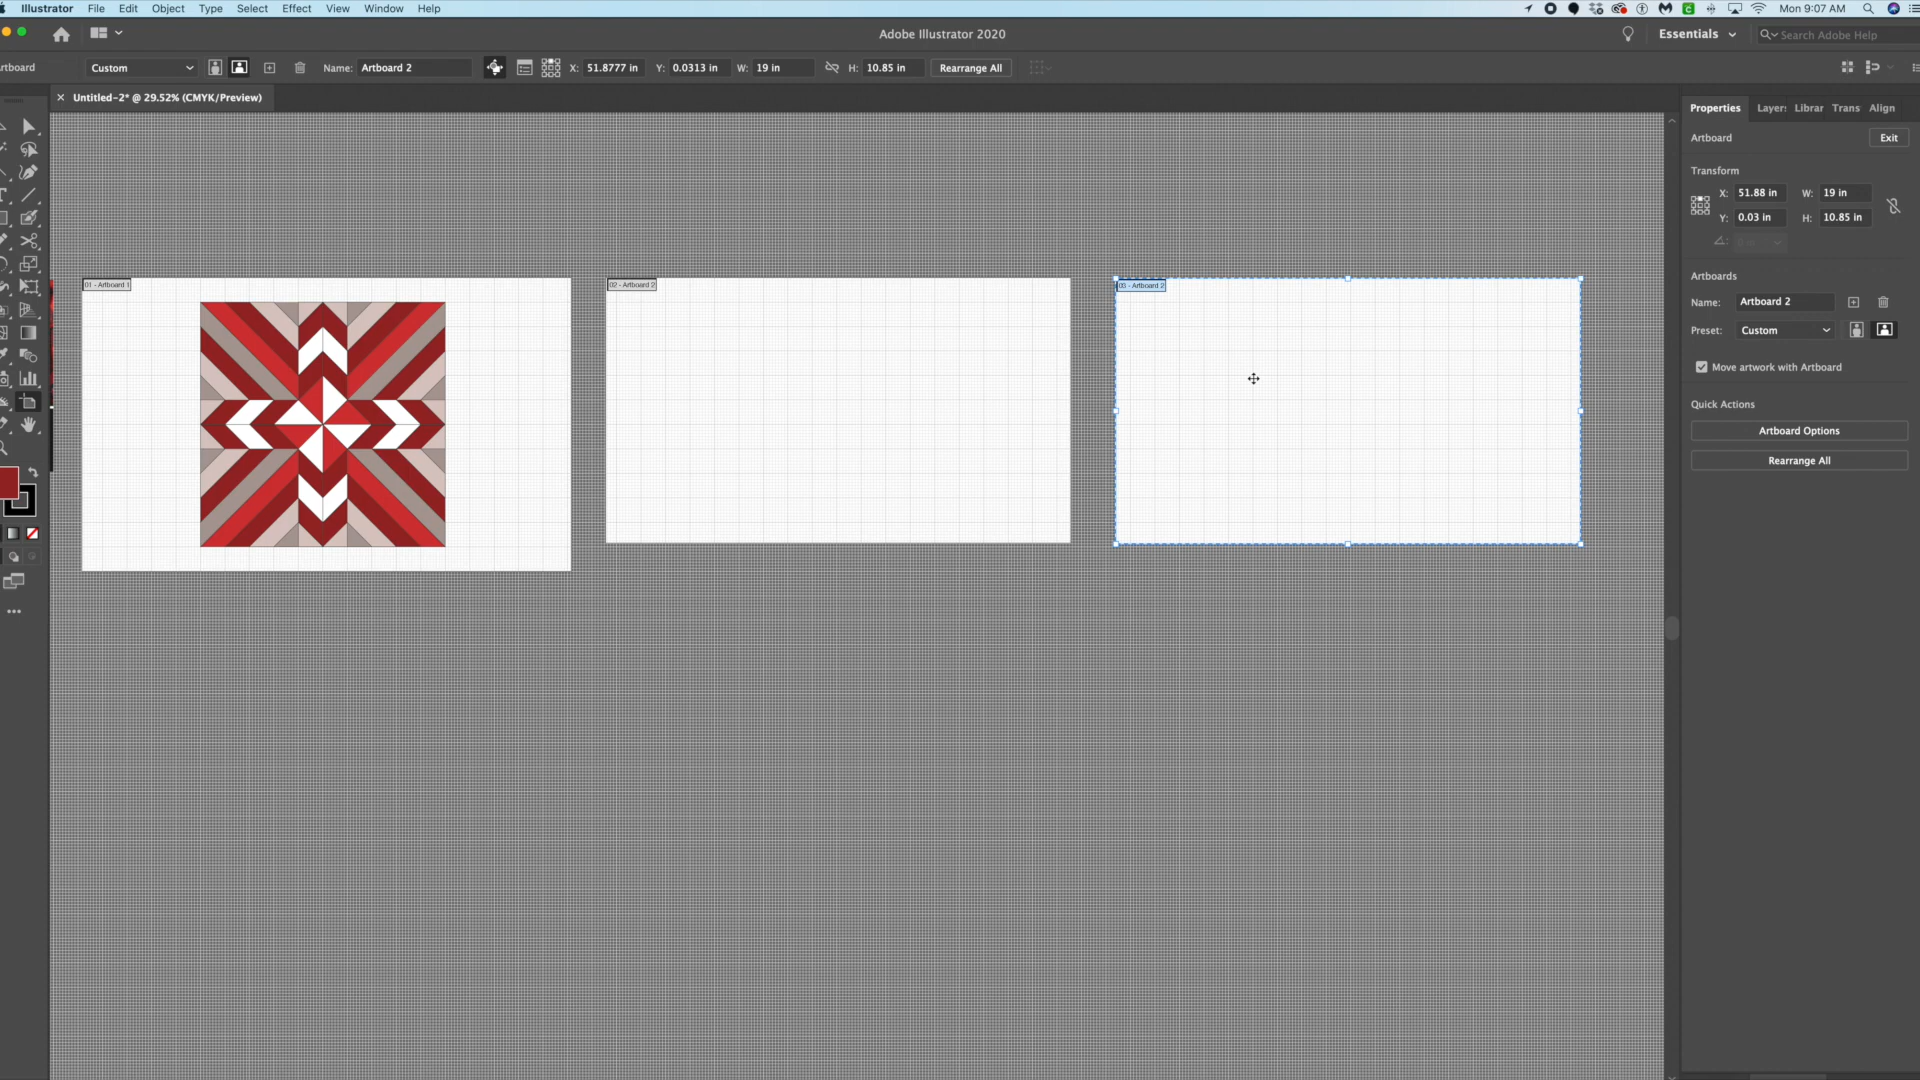 Illustrator File Edit Object Type Select Effect View Window Help Mon 9:07 AM
Adobe Illustrator 2020 Essentials Search Adobe Help
rtboard Custom Name: Artboard 2 X: 51.8777 Y: 0.0313 in W: 19 in H: 10.85 in Rearrange All
Untitled-2* @ 29.52% (CMYK/Preview)
Properties Layer: Librar Trans Align
Artboard Exit
Transform
X: 51.88 in W: 19 in
Y: 0.03 in H: 10.85 in
Artboards
Name: Artboard 2
Preset: Custom
Move artwork with Artboard
Quick Actions
Artboard Options
Rearrange All
01 - Artboard 1
02 - Artboard 2
03 - Artboard 2